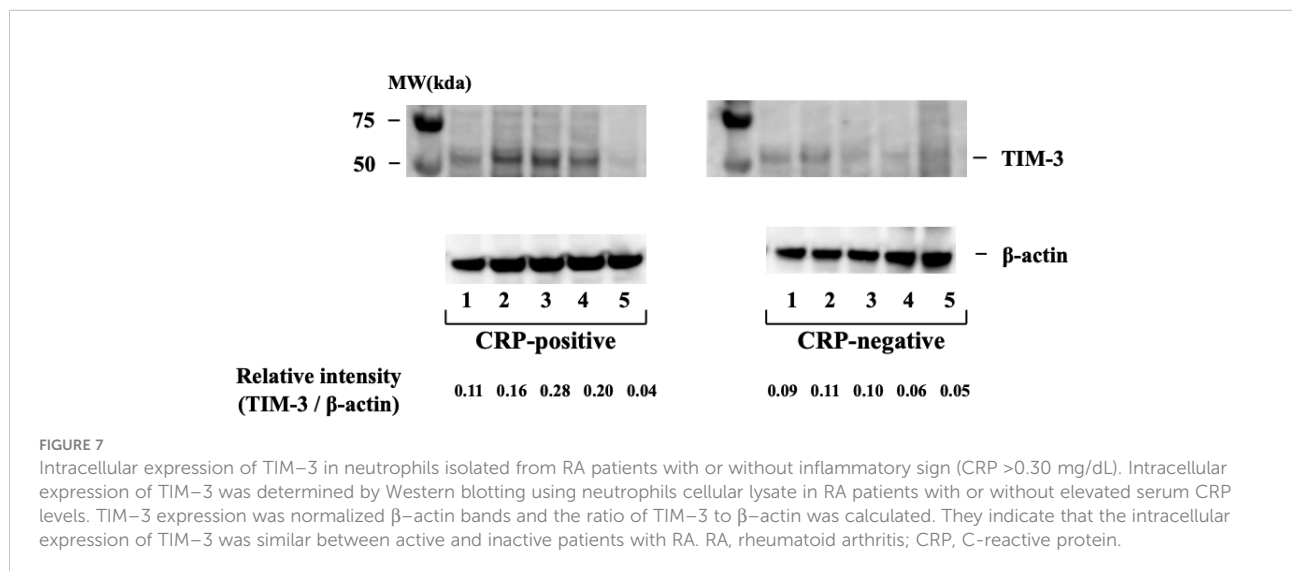 MW(kda)
75 –
50 –
– TIM-3
– β-actin
1 2 3 4 5
1 2 3 4 5
CRP-positive
CRP-negative
Relative intensity
(TIM-3 / β-actin)
0.11 0.16 0.28 0.20 0.04
0.09 0.11 0.10 0.06 0.05
FIGURE 7
Intracellular expression of TIM–3 in neutrophils isolated from RA patients with or without inflammatory sign (CRP >0.30 mg/dL). Intracellular
expression of TIM–3 was determined by Western blotting using neutrophils cellular lysate in RA patients with or without elevated serum CRP
levels. TIM–3 expression was normalized β–actin bands and the ratio of TIM–3 to β–actin was calculated. They indicate that the intracellular
expression of TIM–3 was similar between active and inactive patients with RA. RA, rheumatoid arthritis; CRP, C-reactive protein.